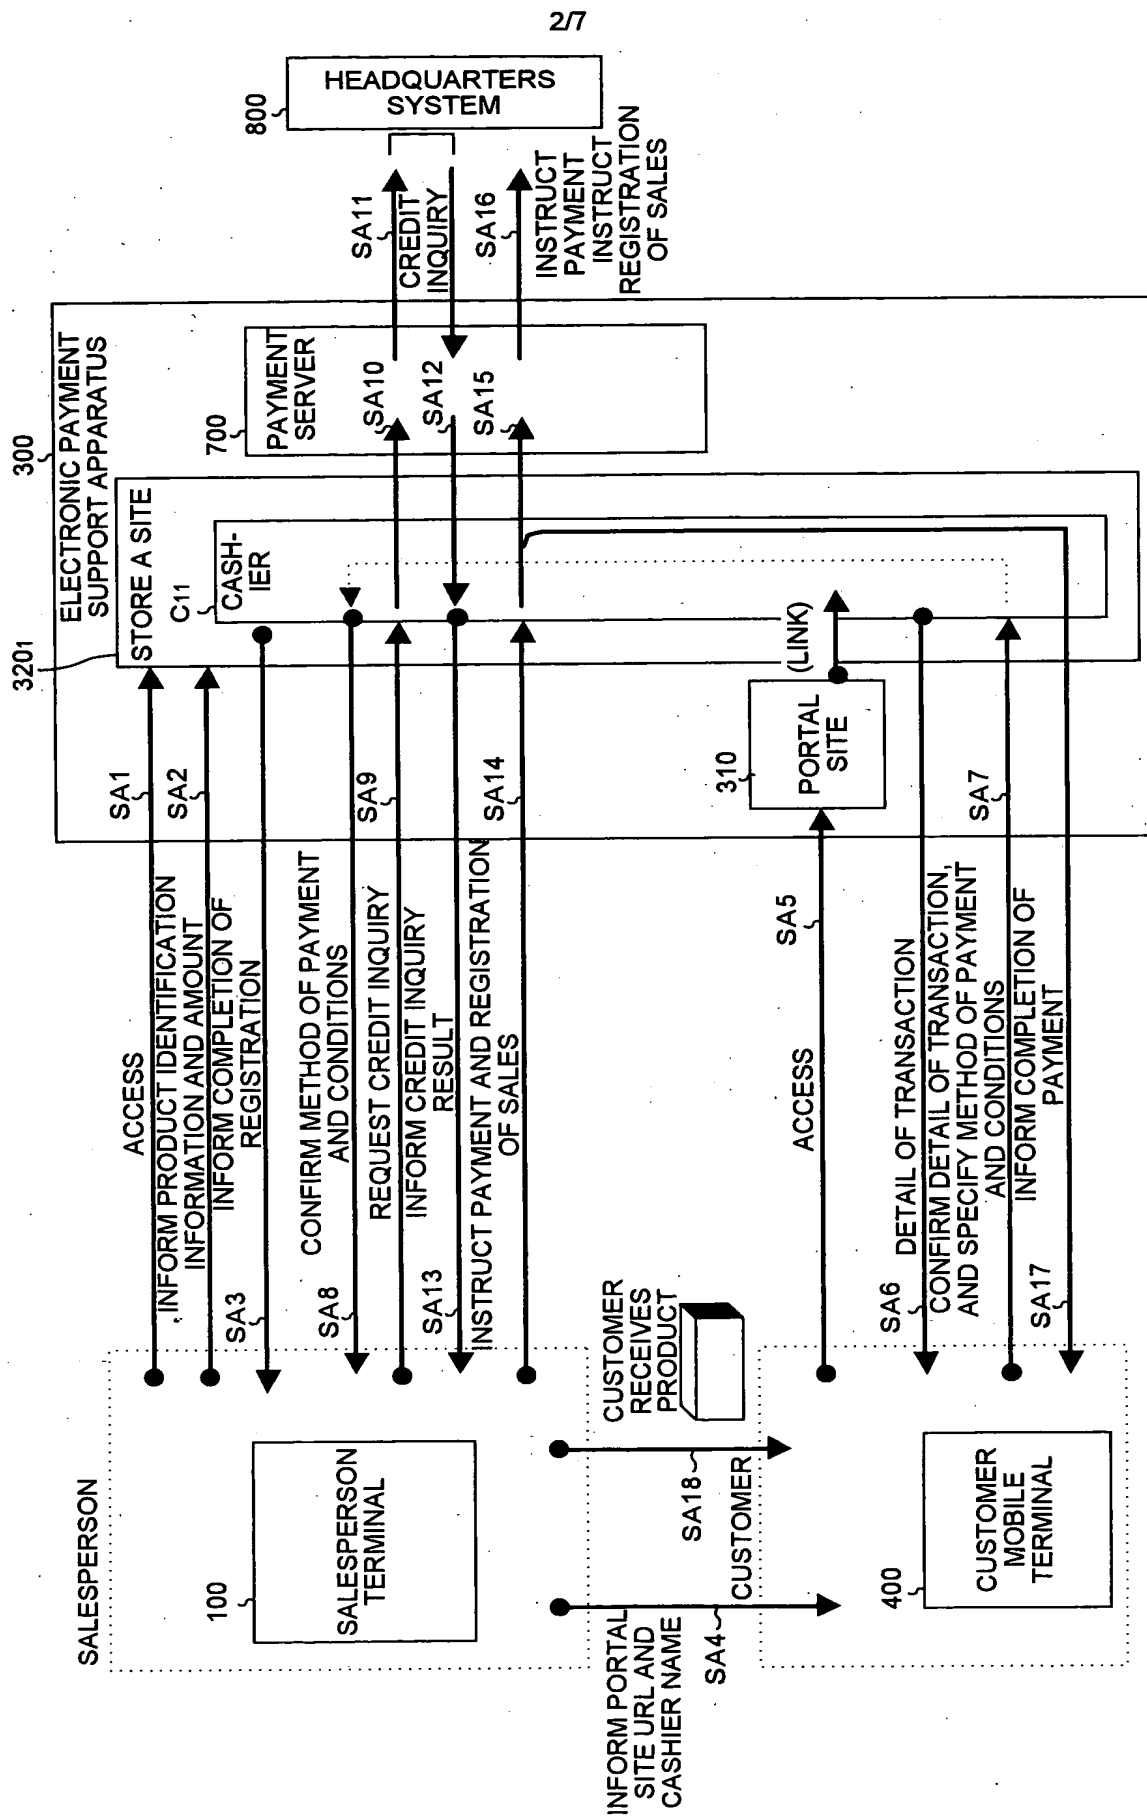 2/7
SALESPERSON
100
SALESPERSON
TERMINAL
ACCESS
SA1
INFORM PRODUCT IDENTIFICATION
INFORMATION AND AMOUNT
SA2
INFORM COMPLETION OF
REGISTRATION
SA3
CONFIRM METHOD OF PAYMENT
AND CONDITIONS
SA8
REQUEST CREDIT INQUIRY
SA9
INFORM CREDIT INQUIRY
RESULT
SA13
INSTRUCT PAYMENT AND REGISTRATION
OF SALES
SA14
300
ELECTRONIC PAYMENT
SUPPORT APPARATUS
3201
STORE A SITE
C11
CASH-
IER
700
PAYMENT
SERVER
SA10
SA12
SA15
800
HEADQUARTERS
SYSTEM
SA11
CREDIT
INQUIRY
SA16
INSTRUCT
PAYMENT
INSTRUCT
REGISTRATION
OF SALES
INFORM PORTAL
SITE URL AND
CASHIER NAME
SA4
CUSTOMER
RECEIVES
PRODUCT
SA18
CUSTOMER
400
CUSTOMER
MOBILE
TERMINAL
ACCESS
SA5
310
PORTAL
SITE
(LINK)
DETAIL OF TRANSACTION
SA6
CONFIRM DETAIL OF TRANSACTION,
AND SPECIFY METHOD OF PAYMENT
AND CONDITIONS
SA7
INFORM COMPLETION OF
PAYMENT
SA17